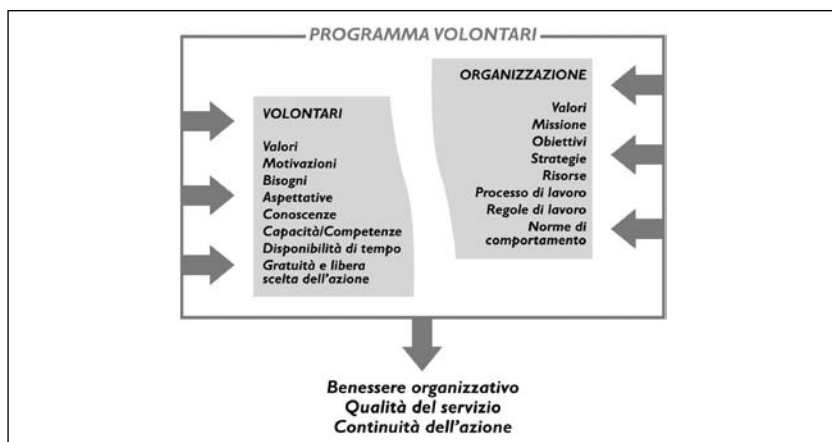 PROGRAMMA VOLONTARI
VOLONTARI
Valori
Motivazioni
Bisogni
Aspettative
Conoscenze
Capacità/Competenze
Disponibilità di tempo
Gratuità e libera
scelta dell'azione
ORGANIZZAZIONE
Valori
Missione
Obiettivi
Strategie
Risorse
Processo di lavoro
Regole di lavoro
Norme di
comportamento
Benessere organizzativo
Qualità del servizio
Continuità dell'azione